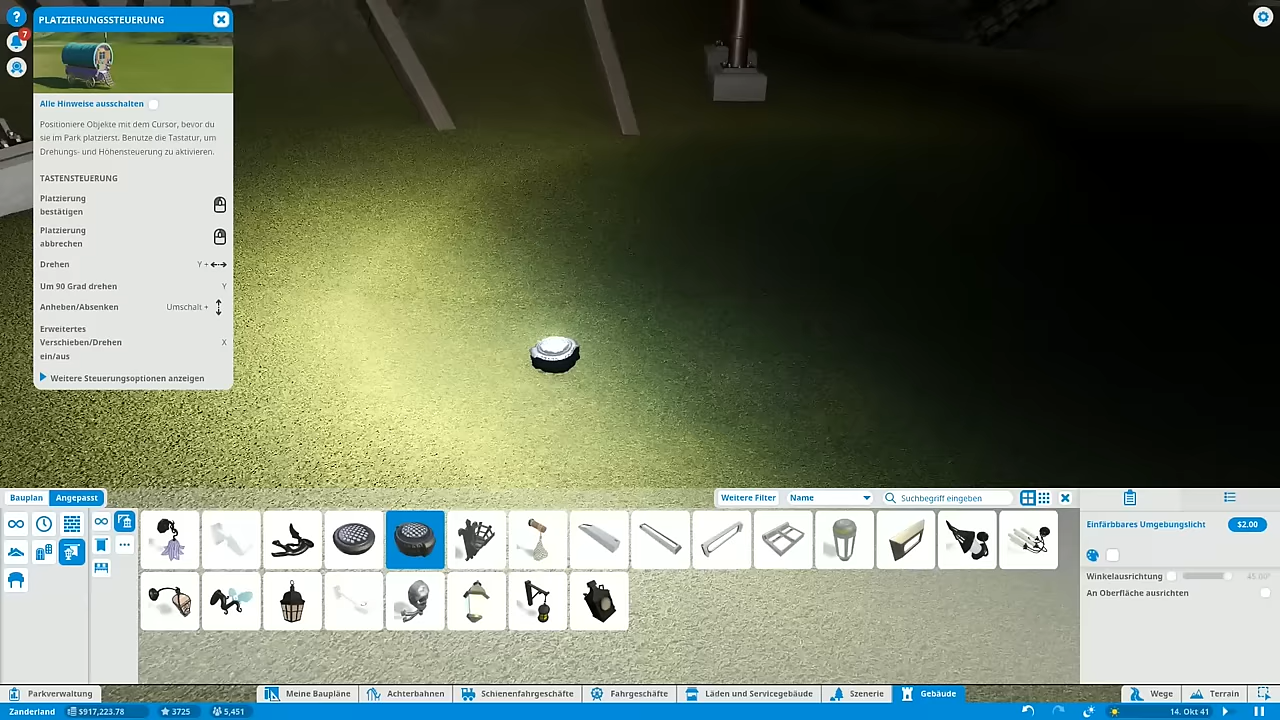 ?
7
PLATZIERUNGSSTEUERUNG
Alle Hinweise ausschalten
Positioniere Objekte mit dem Cursor, bevor du
sie im Park platzierst. Benutze die Tastatur, um
Drehungs- und Höhensteuerung zu aktivieren.
TASTENSTEUERUNG
Platzierung
bestätigen
Platzierung
abbrechen
Drehen Y +
Um 90 Grad drehen Y
Anheben/Absenken Umschalt +
Erweitertes
Verschieben/Drehen X
ein/aus
Weitere Steuerungsoptionen anzeigen
Bauplan Angepasst
Weitere Filter Name Suchbegriff eingeben
Einfärbbares Umgebungslicht $2.00
Winkelausrichtung 45.00°
An Oberfläche ausrichten
Parkverwaltung Meine Baupläne Achterbahnen Schienenfahrgeschäfte Fahrgeschäfte Läden und Servicegebäude Szenerie Gebäude Wege Terrain
Zanderland $917,223.78 3725 5,451 14. Okt 41